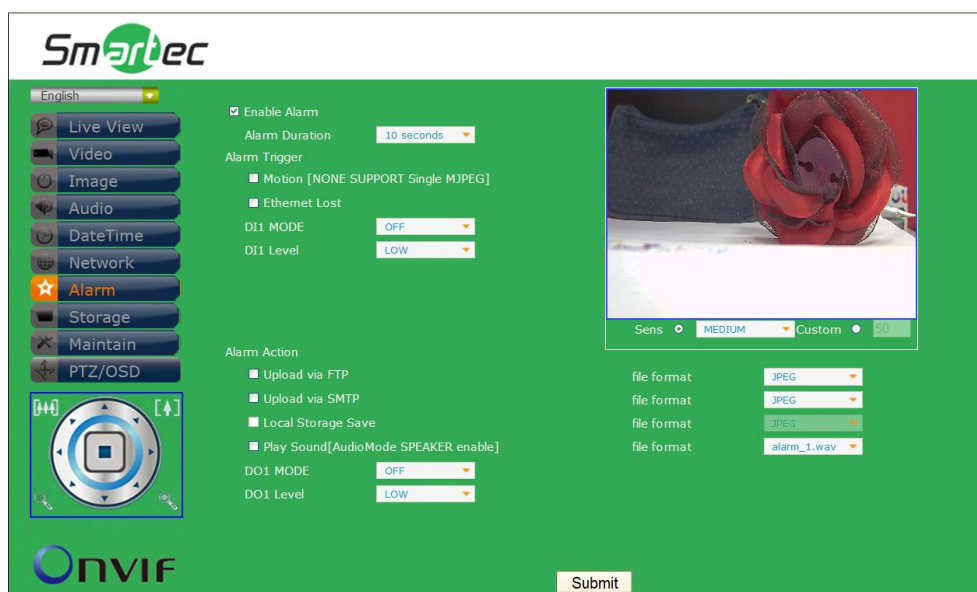 Smartec
English
Live View
Video
Image
Audio
DateTime
Network
Alarm
Storage
Maintain
PTZ/OSD
Onvif
Enable Alarm
Alarm Duration 10 seconds
Alarm Trigger
Motion [NONE SUPPORT Single MJPEG]
Ethernet Lost
DI1 MODE OFF
DI1 Level LOW
Sens MEDIUM Custom 50
Alarm Action
Upload via FTP file format JPEG
Upload via SMTP file format JPEG
Local Storage Save file format JPEG
Play Sound[AudioMode SPEAKER enable] file format alarm_1.wav
DO1 MODE OFF
DO1 Level LOW
Submit